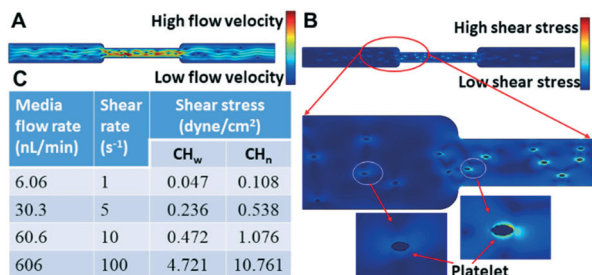 A
High flow velocity
Low flow velocity
B
High shear stress
Low shear stress
C
Media flow rate (nL/min) Shear rate (s⁻¹) Shear stress (dyne/cm²)
CHw CHn
6.06 1 0.047 0.108
30.3 5 0.236 0.538
60.6 10 0.472 1.076
606 100 4.721 10.761
Platelet